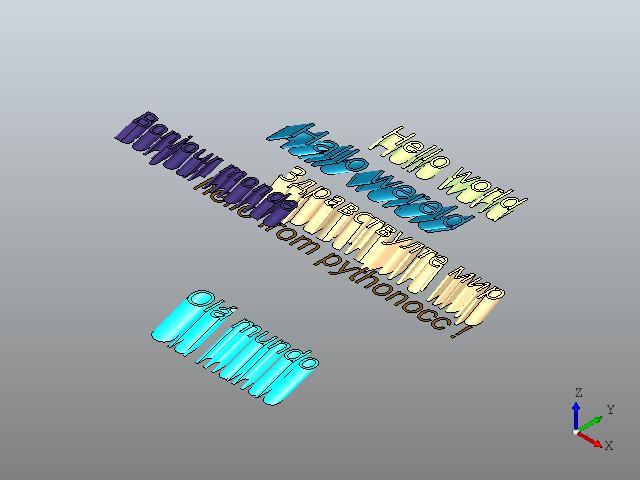 Bonjour monde
Hallo wereld
Hello world
Здравствуйте мир
Hello from pythonocc !
Olá mundo
Z
Y
X